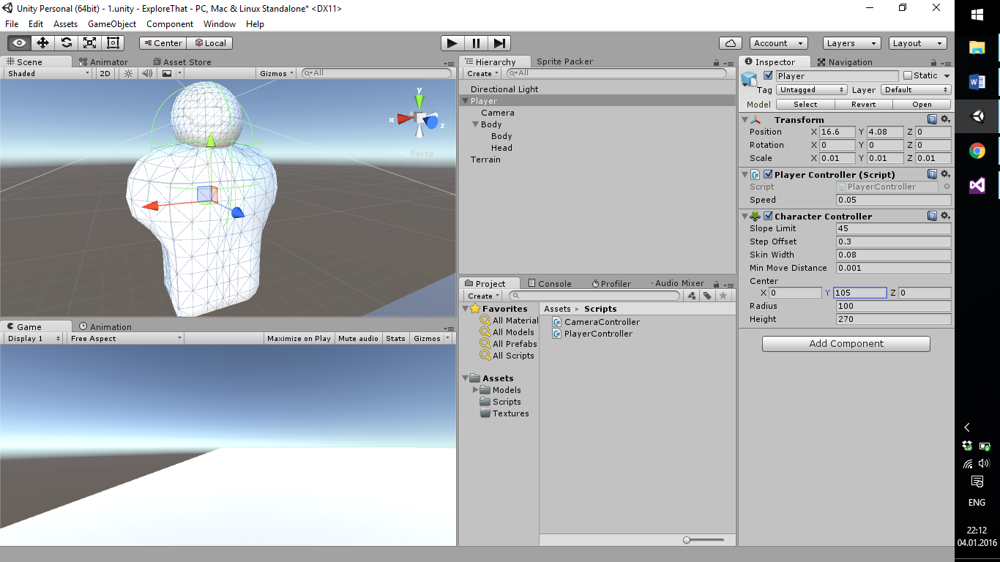 Unity Personal (64bit) - 1.unity - ExploreThat - PC, Mac & Linux Standalone* <DX11>
File Edit Assets GameObject Component Window Help
Center Local Account Layers Layout
Scene Animator Asset Store
Shaded 2D Gizmos All
y
x
z
Persp
Game Animation
Display 1 Free Aspect Maximize on Play Mute audio Stats Gizmos
Hierarchy Sprite Packer
Create All
Directional Light
Player
Camera
Body
Body
Head
Terrain
Project Console Profiler Audio Mixer
Create
Favorites
All Material
All Models
All Prefabs
All Scripts
Assets
Models
Scripts
Textures
Assets ▸ Scripts
CameraController
PlayerController
Inspector Navigation
Player Static
Tag Untagged Layer Default
Model Select Revert Open
Transform
Position X 16.6 Y 4.08 Z 0
Rotation X 0 Y 0 Z 0
Scale X 0.01 Y 0.01 Z 0.01
Player Controller (Script)
Script PlayerController
Speed 0.05
Character Controller
Slope Limit 45
Step Offset 0.3
Skin Width 0.08
Min Move Distance 0.001
Center
X 0 Y 105 Z 0
Radius 100
Height 270
Add Component
ENG
22:12
04.01.2016